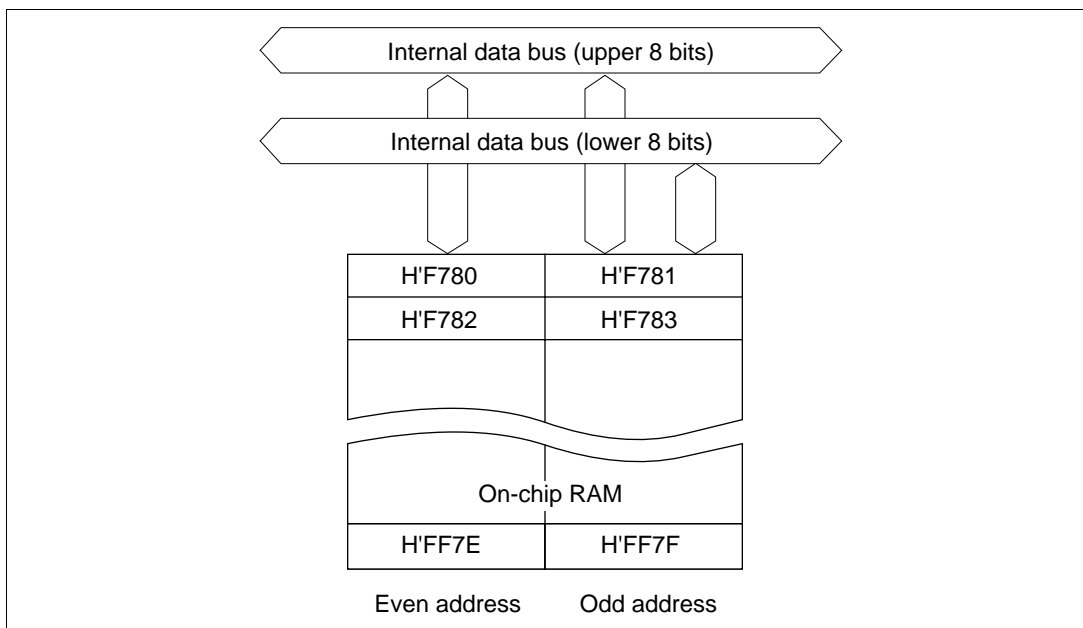 Internal data bus (upper 8 bits)
Internal data bus (lower 8 bits)
H'F780 H'F781
H'F782 H'F783
On-chip RAM
H'FF7E H'FF7F
Even address Odd address